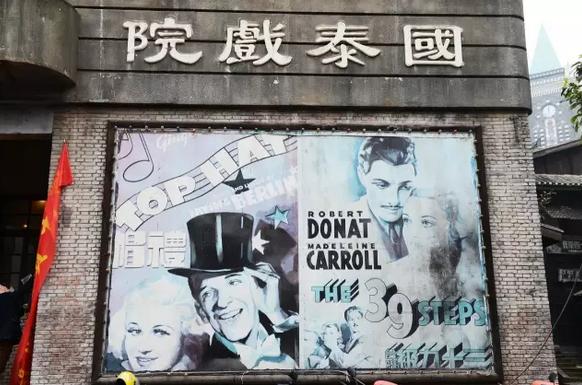 國泰戲院
TOP HAT
BERLIN
禮帽
ROBERT
DONAT
MADELEINE
CARROLL
THE 39 STEPS
三十九級